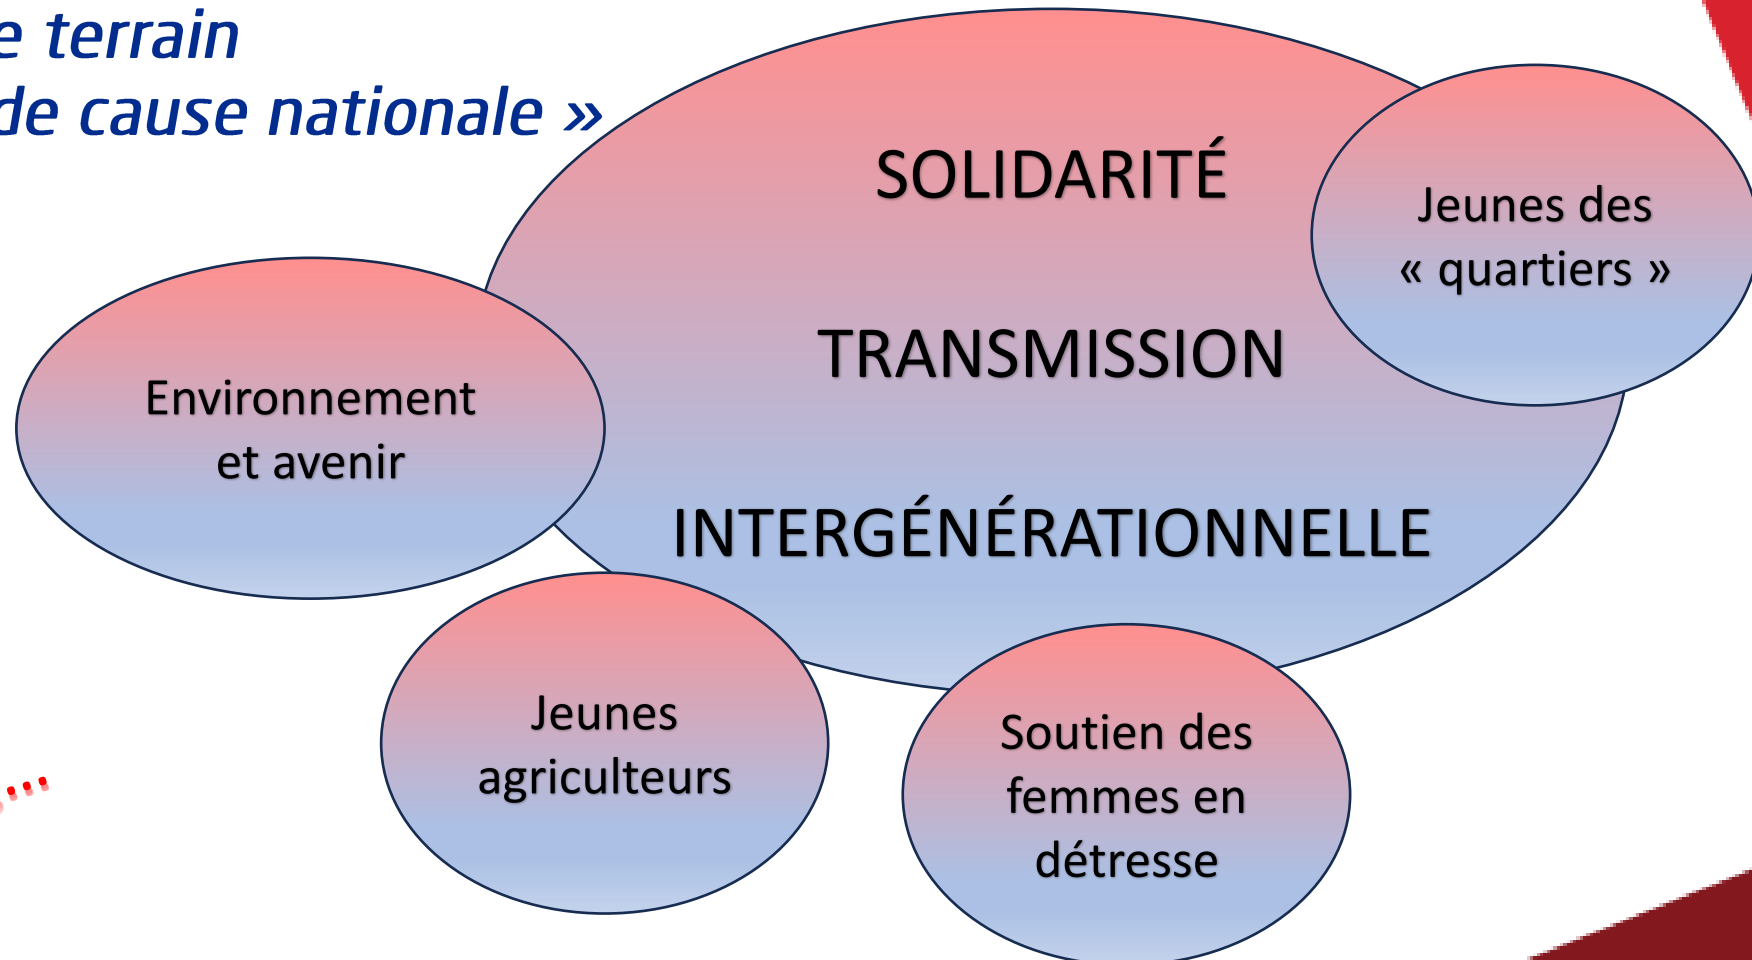 e terrain
de cause nationale »
SOLIDARITÉ
TRANSMISSION
INTERGÉNÉRATIONNELLE
Jeunes des
« quartiers »
Environnement
et avenir
Jeunes
agriculteurs
Soutien des
femmes en
détresse
....